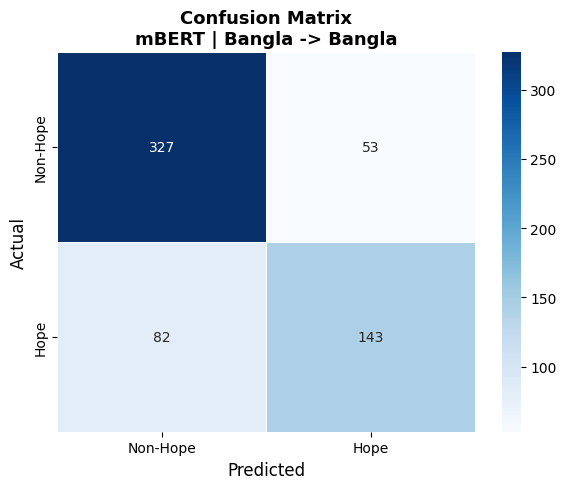 Confusion Matrix
mBERT | Bangla -> Bangla
Non-Hope
327
53
Hope
82
143
Actual
Non-Hope
Hope
Predicted
300
250
200
150
100